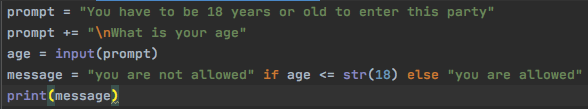 prompt = "You have to be 18 years or old to enter this party"
prompt += "\nWhat is your age"
age = input(prompt)
message = "you are not allowed" if age <= str(18) else "you are allowed"
print(message)